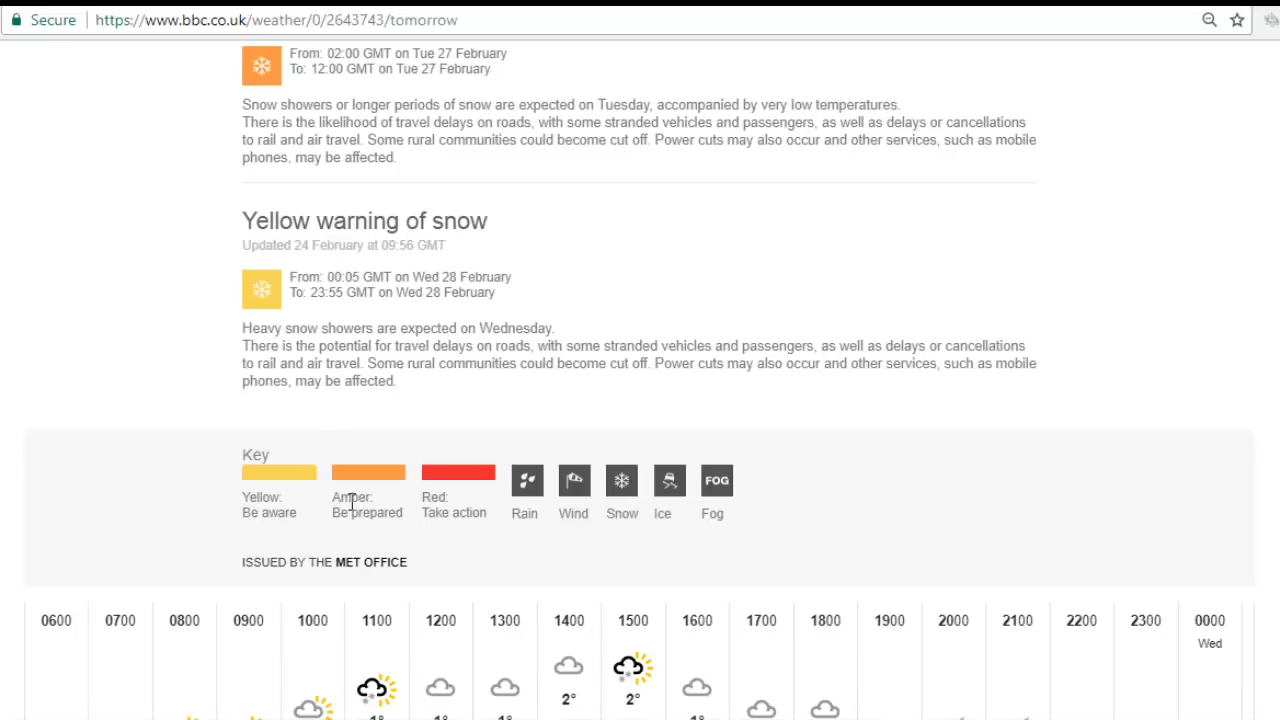 Secure https://www.bbc.co.uk/weather/0/2643743/tomorrow
From: 02:00 GMT on Tue 27 February
To: 12:00 GMT on Tue 27 February
Snow showers or longer periods of snow are expected on Tuesday, accompanied by very low temperatures.
There is the likelihood of travel delays on roads, with some stranded vehicles and passengers, as well as delays or cancellations
to rail and air travel. Some rural communities could become cut off. Power cuts may also occur and other services, such as mobile
phones, may be affected.
Yellow warning of snow
Updated 24 February at 09:56 GMT
From: 00:05 GMT on Wed 28 February
To: 23:55 GMT on Wed 28 February
Heavy snow showers are expected on Wednesday.
There is the potential for travel delays on roads, with some stranded vehicles and passengers, as well as delays or cancellations
to rail and air travel. Some rural communities could become cut off. Power cuts may also occur and other services, such as mobile
phones, may be affected.
Key
FOG
Yellow: Amber: Red:
Be aware Be prepared Take action Rain Wind Snow Ice Fog
ISSUED BY THE MET OFFICE
0600 0700 0800 0900 1000 1100 1200 1300 1400 1500 1600 1700 1800 1900 2000 2100 2200 2300 0000
Wed
2° 2°